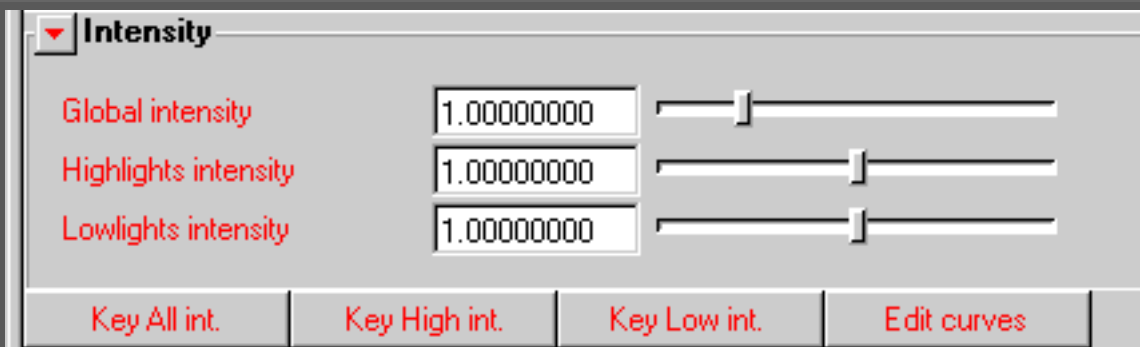 Intensity
Global intensity 1.00000000
Highlights intensity 1.00000000
Lowlights intensity 1.00000000
Key All int. Key High int. Key Low int. Edit curves